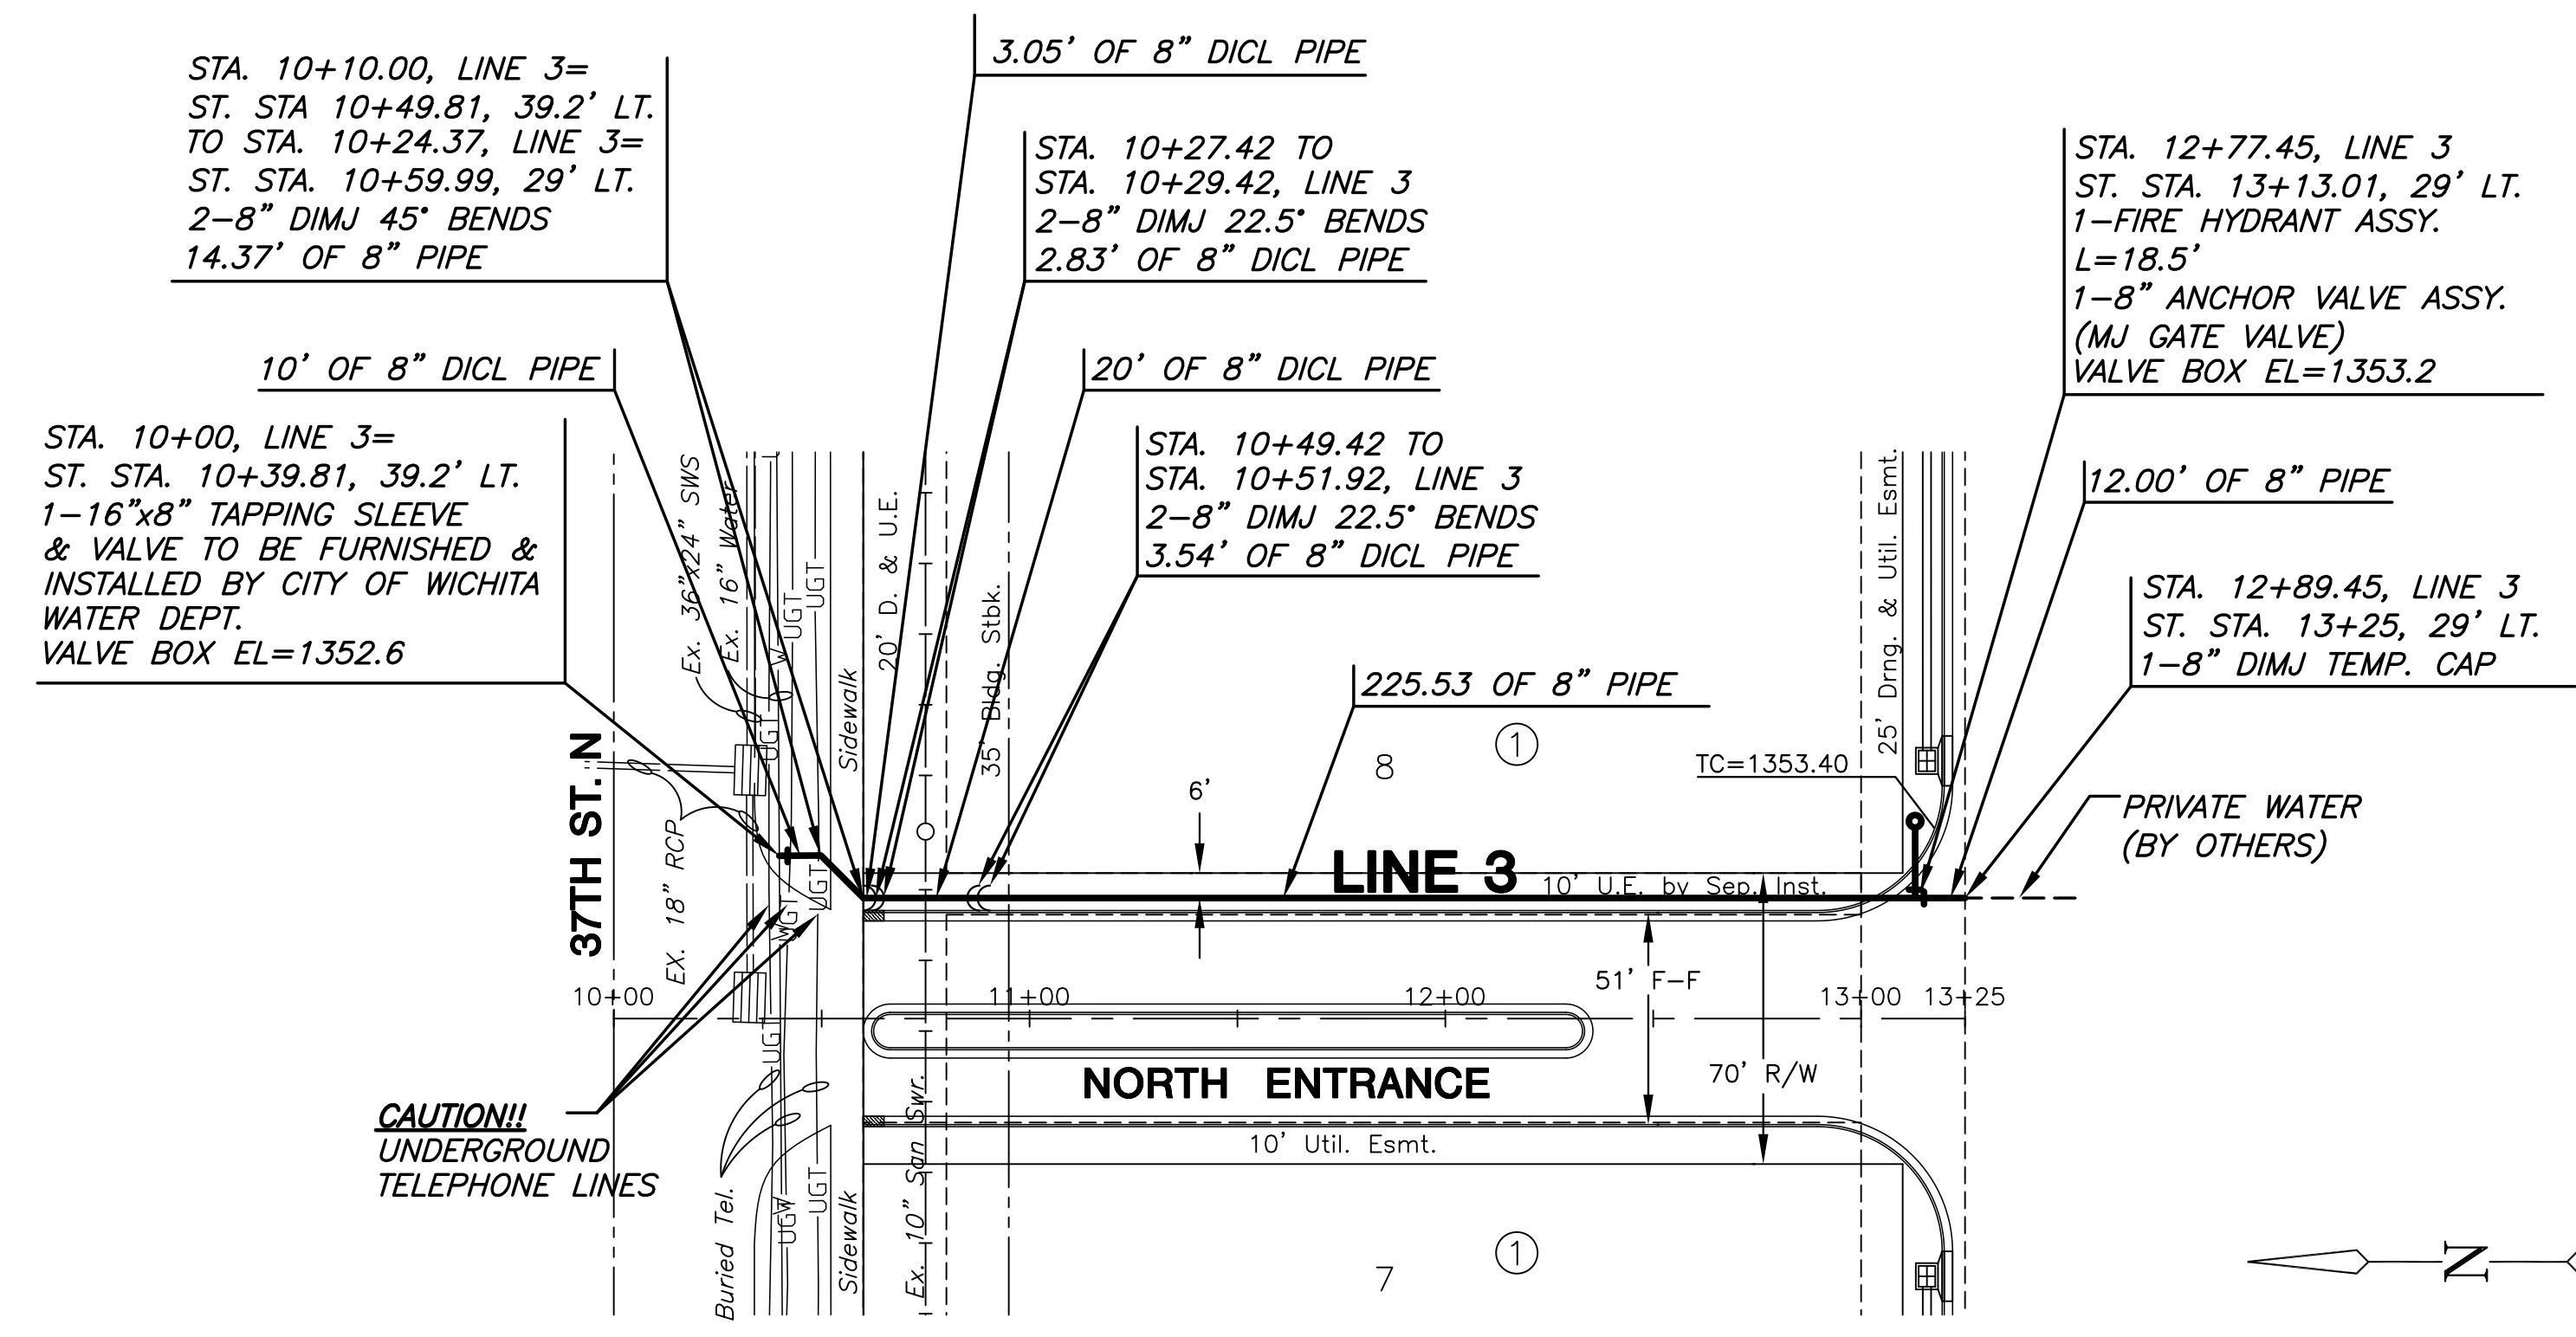 STA. 10+10.00, LINE 3=
ST. STA 10+49.81, 39.2' LT.
TO STA. 10+24.37, LINE 3=
ST. STA. 10+59.99, 29' LT.
2-8" DIMJ 45° BENDS
14.37' OF 8" PIPE
3.05' OF 8" DICL PIPE
STA. 10+27.42 TO
STA. 10+29.42, LINE 3
2-8" DIMJ 22.5° BENDS
2.83' OF 8" DICL PIPE
STA. 12+77.45, LINE 3
ST. STA. 13+13.01, 29' LT.
1-FIRE HYDRANT ASSY.
L=18.5'
1-8" ANCHOR VALVE ASSY.
(MJ GATE VALVE)
VALVE BOX EL=1353.2
10' OF 8" DICL PIPE
20' OF 8" DICL PIPE
STA. 10+00, LINE 3=
ST. STA. 10+39.81, 39.2' LT.
1-16"x8" TAPPING SLEEVE
& VALVE TO BE FURNISHED &
INSTALLED BY CITY OF WICHITA
WATER DEPT.
VALVE BOX EL=1352.6
STA. 10+49.42 TO
STA. 10+51.92, LINE 3
2-8" DIMJ 22.5° BENDS
3.54' OF 8" DICL PIPE
12.00' OF 8" PIPE
STA. 12+89.45, LINE 3
ST. STA. 13+25, 29' LT.
1-8" DIMJ TEMP. CAP
225.53 OF 8" PIPE
Ex. 36"x24" SWS
Ex. 16" Water
W
UGT
UGT
UGT
Sidewalk
20' D. & U.E.
35' Bldg. Stbk.
25' Drng. & Util. Esmt.
37TH ST. N
EX. 18" RCP
8
1
TC=1353.40
6'
PRIVATE WATER
(BY OTHERS)
LINE 3
10' U.E. by Sep. Inst.
UGT
UGT
W
51' F-F
10+00
11+00
12+00
13+00
13+25
NORTH ENTRANCE
70' R/W
CAUTION!!
UNDERGROUND
TELEPHONE LINES
10' Util. Esmt.
Buried Tel.
UGT
UGT
UGT
W
Sidewalk
Ex. 10" San Swr.
7
1
N